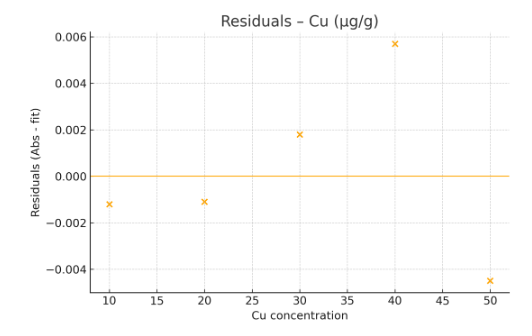 Residuals – Cu (µg/g)
0.006
0.004
0.002
0.000
−0.002
−0.004
Residuals (Abs - fit)
10 15 20 25 30 35 40 45 50
Cu concentration